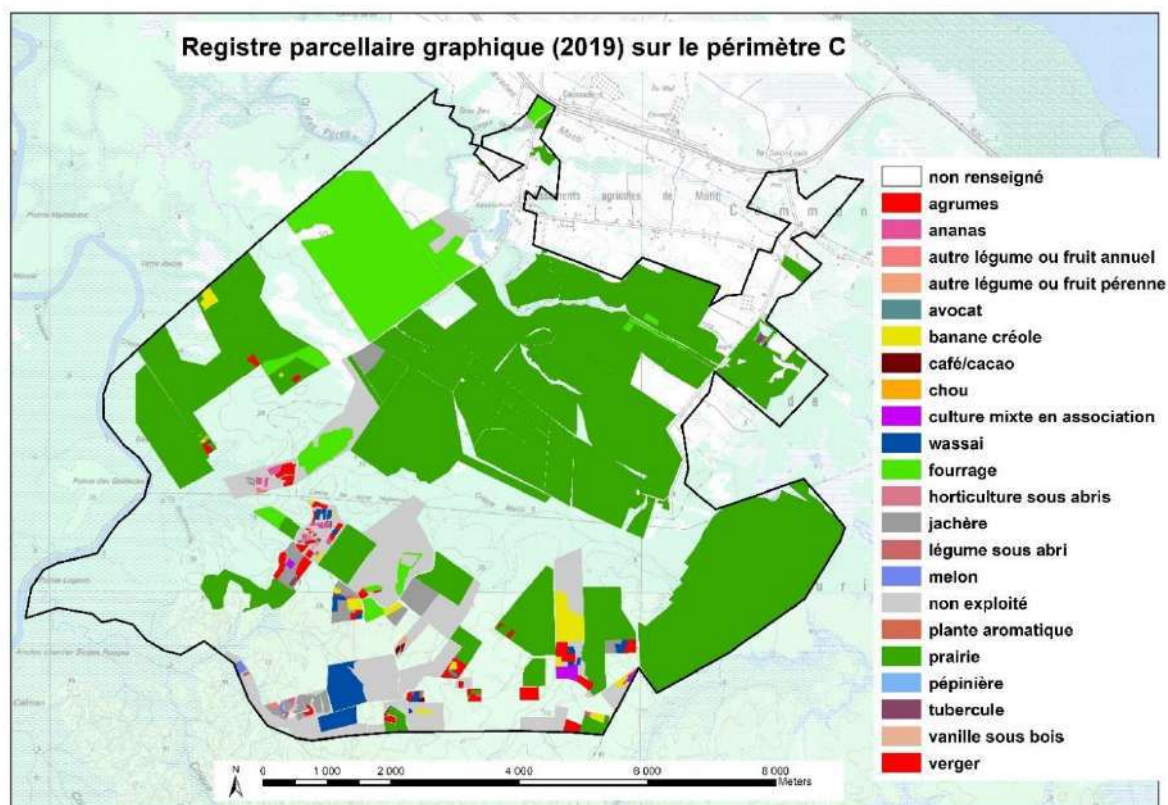 Registre parcellaire graphique (2019) sur le périmètre C
agricoles de Matiti
non renseigné
agrumes
ananas
autre légume ou fruit annuel
autre légume ou fruit pérenne
avocat
banane créole
café/cacao
chou
culture mixte en association
wassai
fourrage
horticulture sous abris
jachère
légume sous abri
melon
non exploité
plante aromatique
prairie
pépinière
tubercule
vanille sous bois
verger
N
0 1 000 2 000 4 000 6 000 8 000
Meters